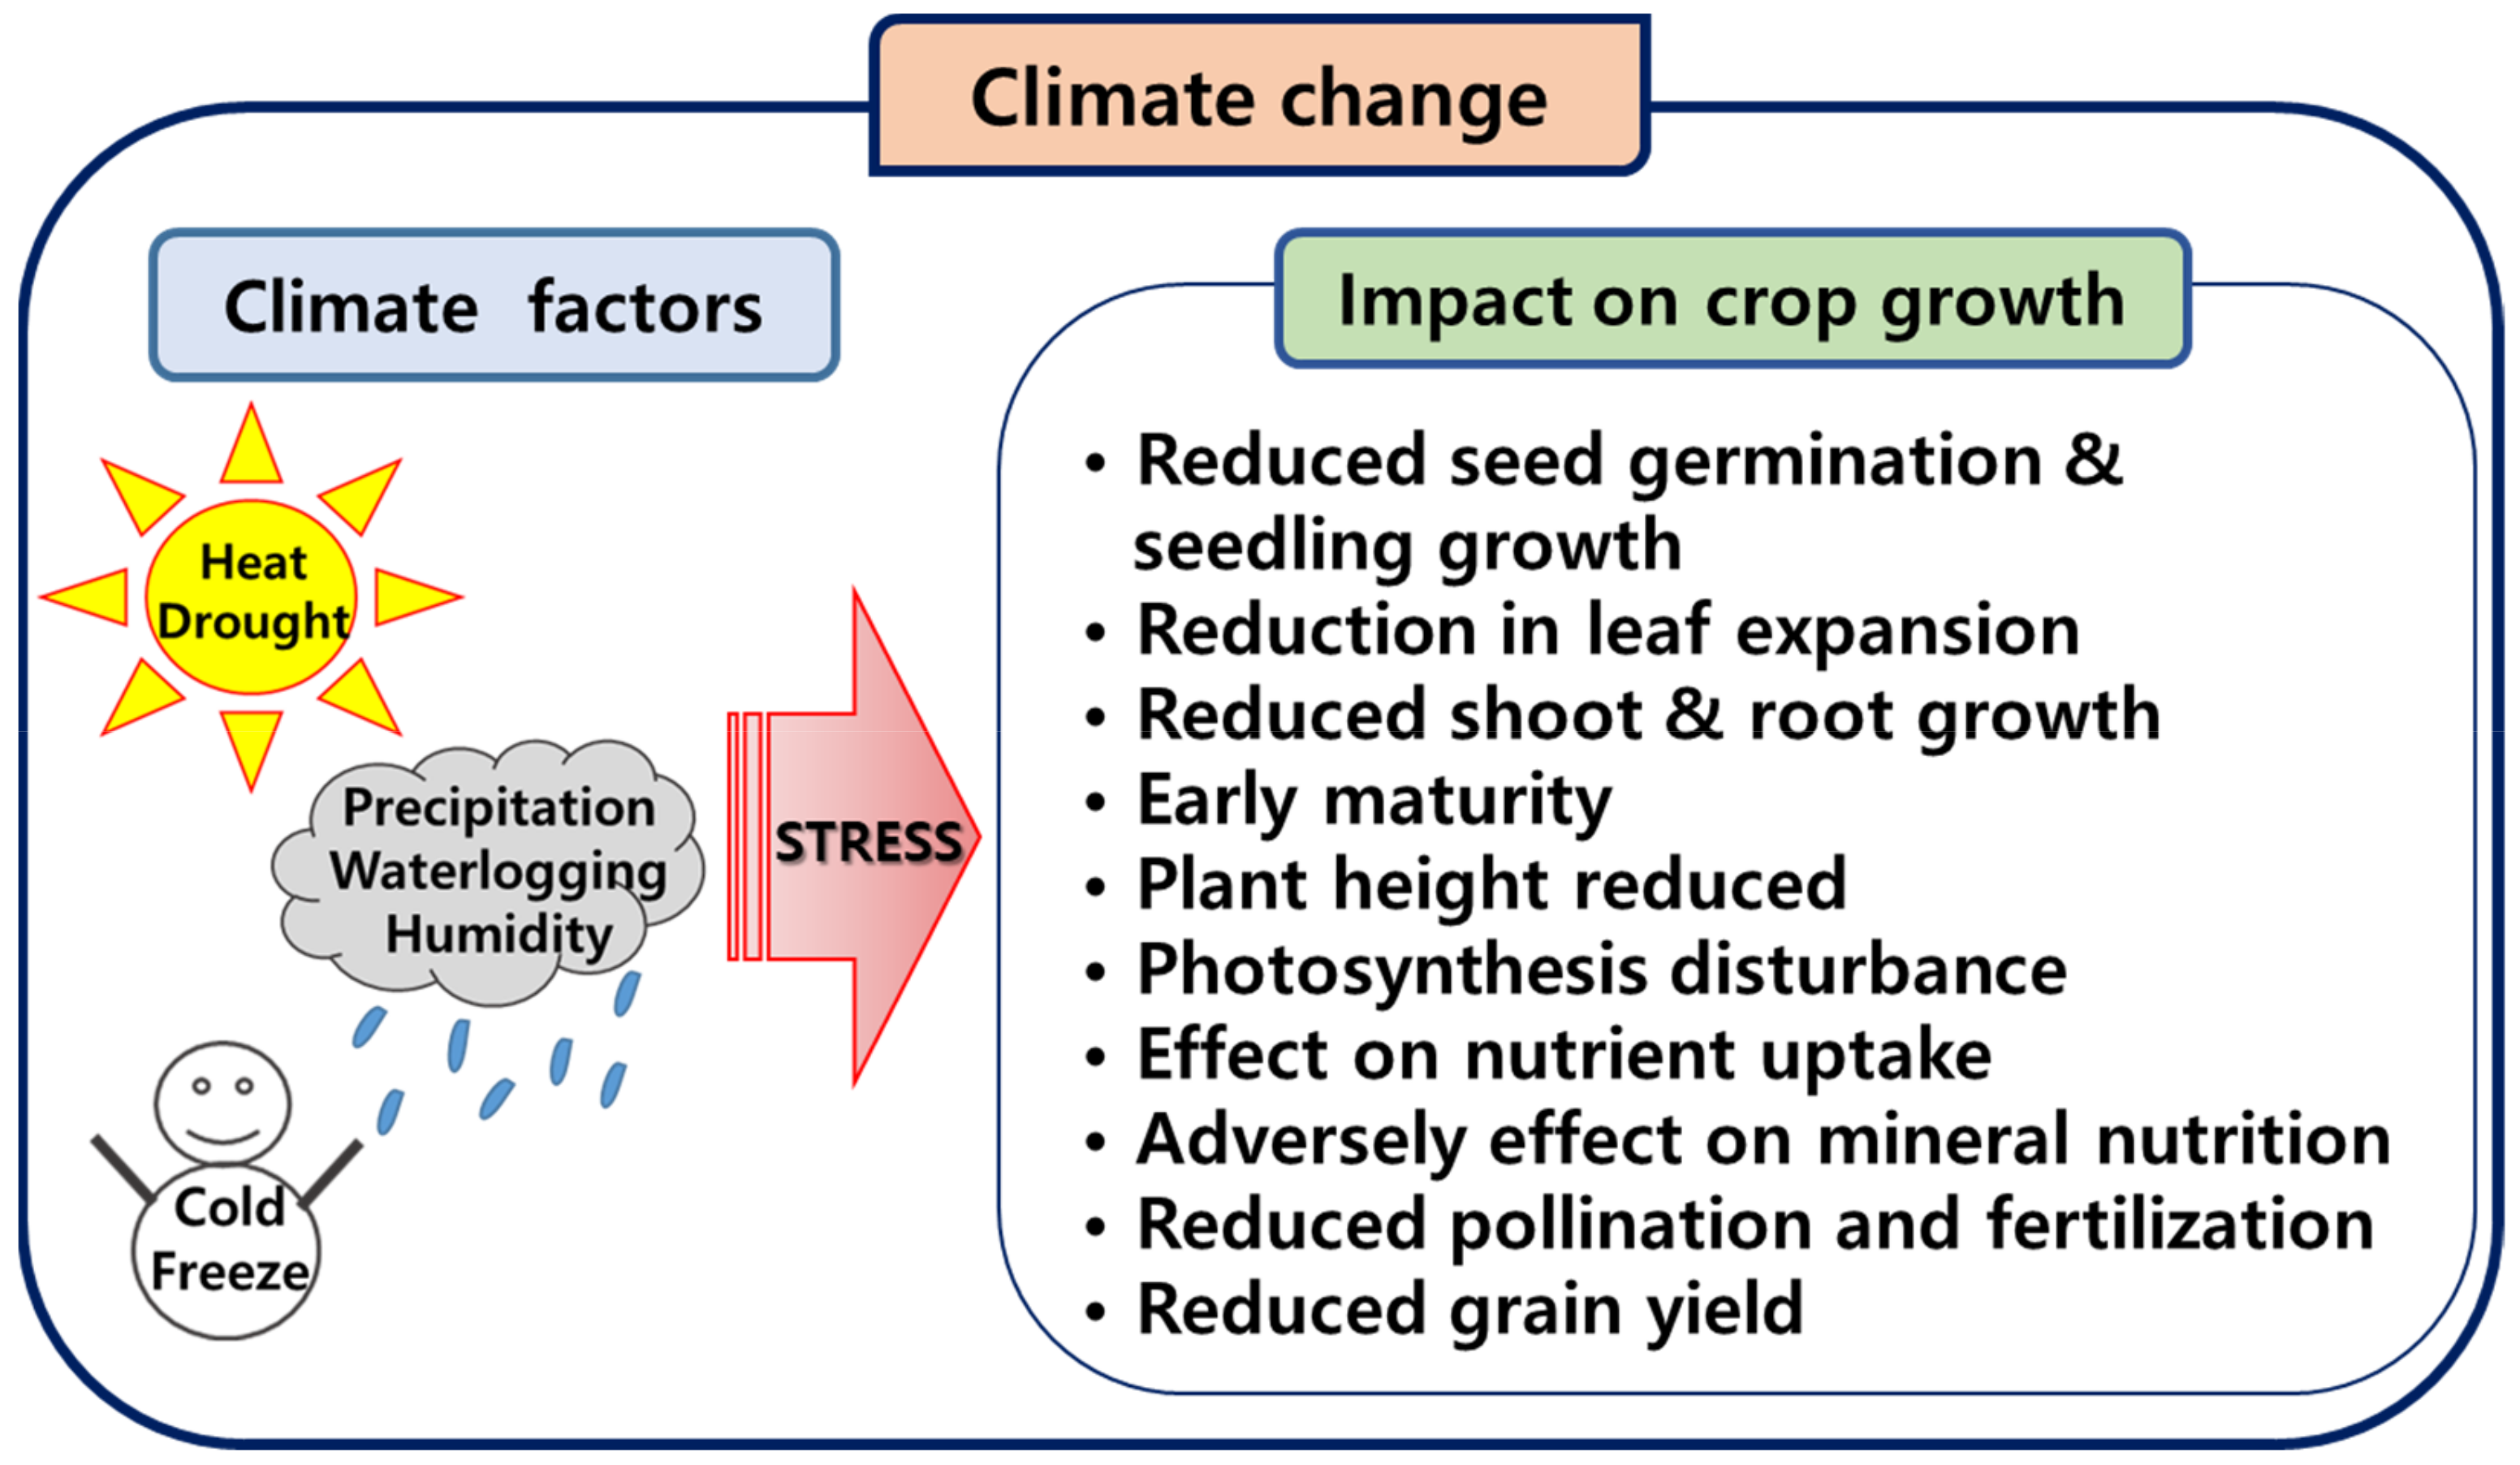 Climate change
Climate factors
Heat
Drought
Precipitation
Waterlogging
Humidity
Cold
Freeze
STRESS
Impact on crop growth
• Reduced seed germination &
seedling growth
• Reduction in leaf expansion
• Reduced shoot & root growth
• Early maturity
• Plant height reduced
• Photosynthesis disturbance
• Effect on nutrient uptake
• Adversely effect on mineral nutrition
• Reduced pollination and fertilization
• Reduced grain yield